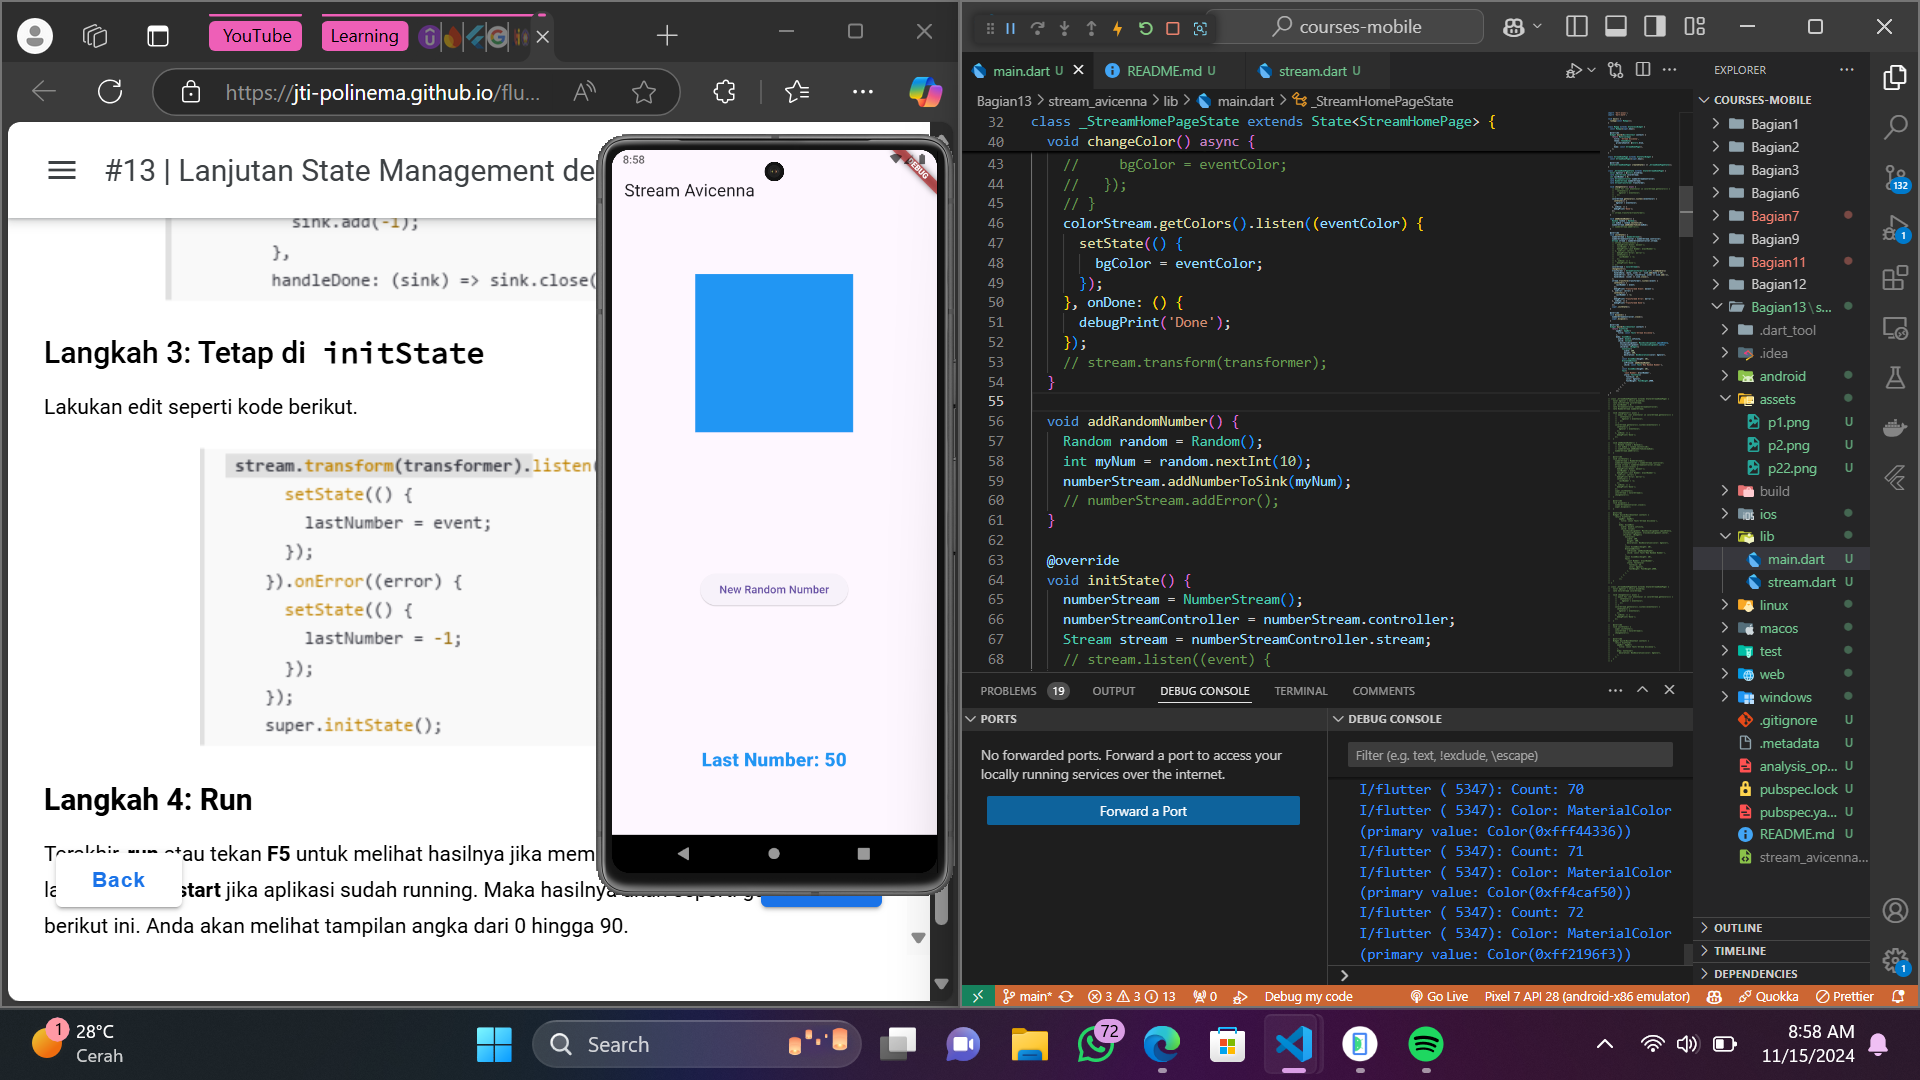 YouTube
Learning
https://jti-polinema.github.io/flu...
#13 | Lanjutan State Management de
sink.add(-1);
},
handleDone: (sink) => sink.close(
Langkah 3: Tetap di initState
Lakukan edit seperti kode berikut.
stream.transform(transformer).listen(
setState(() {
lastNumber = event;
});
}).onError((error) {
setState(() {
lastNumber = -1;
});
});
super.initState();
Langkah 4: Run
Terakhir, run atau tekan F5 untuk melihat hasilnya jika mem
start jika aplikasi sudah running. Maka hasilnya akan seperti
berikut ini. Anda akan melihat tampilan angka dari 0 hingga 90.
Back
8:58
DEBUG
Stream Avicenna
New Random Number
Last Number: 50
courses-mobile
main.dart U
README.md U
stream.dart U
Bagian13 > stream_avicenna > lib > main.dart > _StreamHomePageState
32 class _StreamHomePageState extends State<StreamHomePage> {
40 void changeColor() async {
43 // bgColor = eventColor;
44 // });
45 // }
46 colorStream.getColors().listen((eventColor) {
47 setState(() {
48 bgColor = eventColor;
49 });
50 }, onDone: () {
51 debugPrint('Done');
52 });
53 // stream.transform(transformer);
54 }
55
56 void addRandomNumber() {
57 Random random = Random();
58 int myNum = random.nextInt(10);
59 numberStream.addNumberToSink(myNum);
60 // numberStream.addError();
61 }
62
63 @override
64 void initState() {
65 numberStream = NumberStream();
66 numberStreamController = numberStream.controller;
67 Stream stream = numberStreamController.stream;
68 // stream.listen((event) {
PROBLEMS 19 OUTPUT DEBUG CONSOLE TERMINAL COMMENTS
PORTS
No forwarded ports. Forward a port to access your
locally running services over the internet.
Forward a Port
DEBUG CONSOLE
Filter (e.g. text, !exclude, \escape)
I/flutter ( 5347): Count: 70
I/flutter ( 5347): Color: MaterialColor
(primary value: Color(0xfff44336))
I/flutter ( 5347): Count: 71
I/flutter ( 5347): Color: MaterialColor
(primary value: Color(0xff4caf50))
I/flutter ( 5347): Count: 72
I/flutter ( 5347): Color: MaterialColor
(primary value: Color(0xff2196f3))
EXPLORER
COURSES-MOBILE
Bagian1
Bagian2
Bagian3
Bagian6
Bagian7
Bagian9
Bagian11
Bagian12
Bagian13\s...
.dart_tool
.idea
android
assets
p1.png U
p2.png U
p22.png U
build
ios
lib
main.dart U
stream.dart U
linux
macos
test
web
windows
.gitignore U
.metadata U
analysis_op... U
pubspec.lock U
pubspec.ya... U
README.md U
stream_avicenna...
OUTLINE
TIMELINE
DEPENDENCIES
132
1
1
main* 3 3 13 0 Debug my code Go Live Pixel 7 API 28 (android-x86 emulator) Quokka Prettier
1
28°C
Cerah
Search
72
8:58 AM
11/15/2024